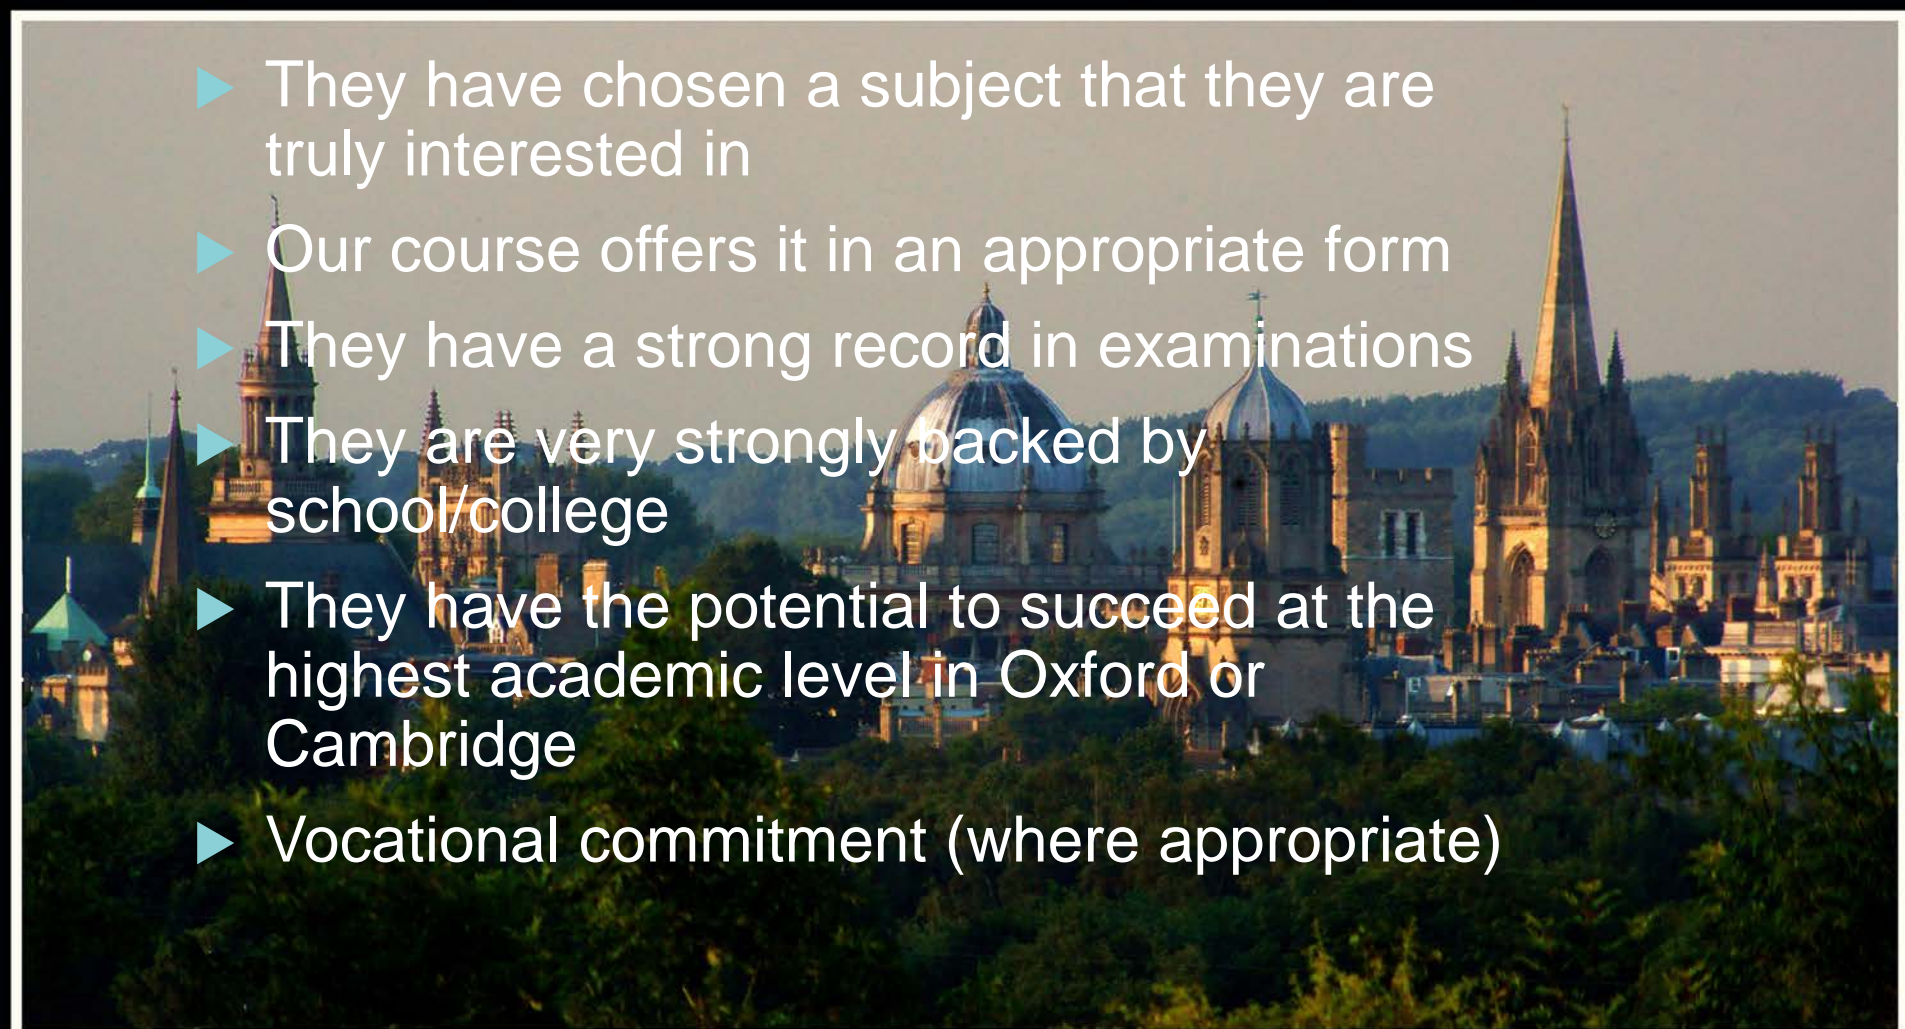 They have chosen a subject that they are
truly interested in
Our course offers it in an appropriate form
They have a strong record in examinations
They are very strongly backed by
school/college
They have the potential to succeed at the
highest academic level in Oxford or
Cambridge
Vocational commitment (where appropriate)